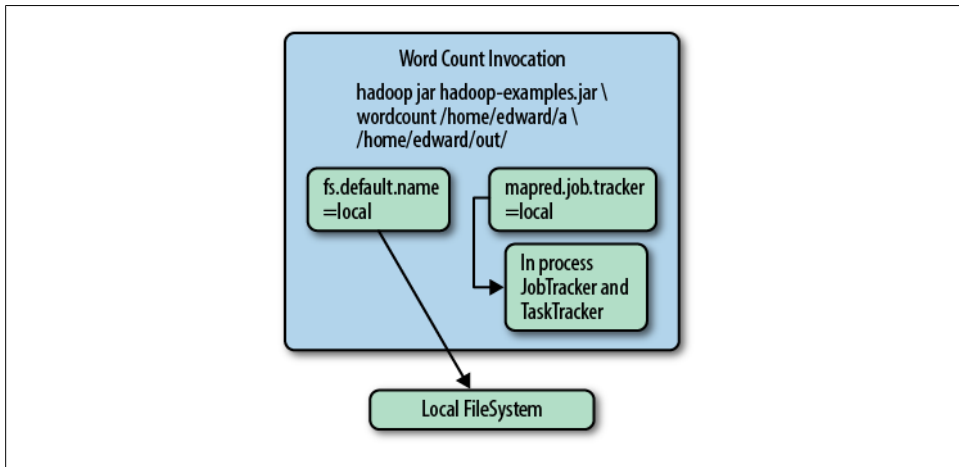 Word Count Invocation
hadoop jar hadoop-examples.jar \
wordcount /home/edward/a \
/home/edward/out/
fs.default.name
=local
mapred.job.tracker
=local
In process
JobTracker and
TaskTracker
Local FileSystem